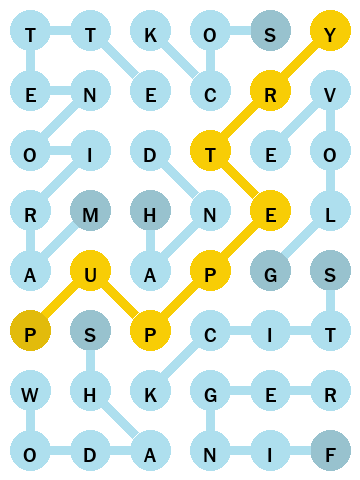 T T K O S Y
E N E C R V
O I D T E O
R M H N E L
A U A P G S
P S P C I T
W H K G E R
O D A N I F